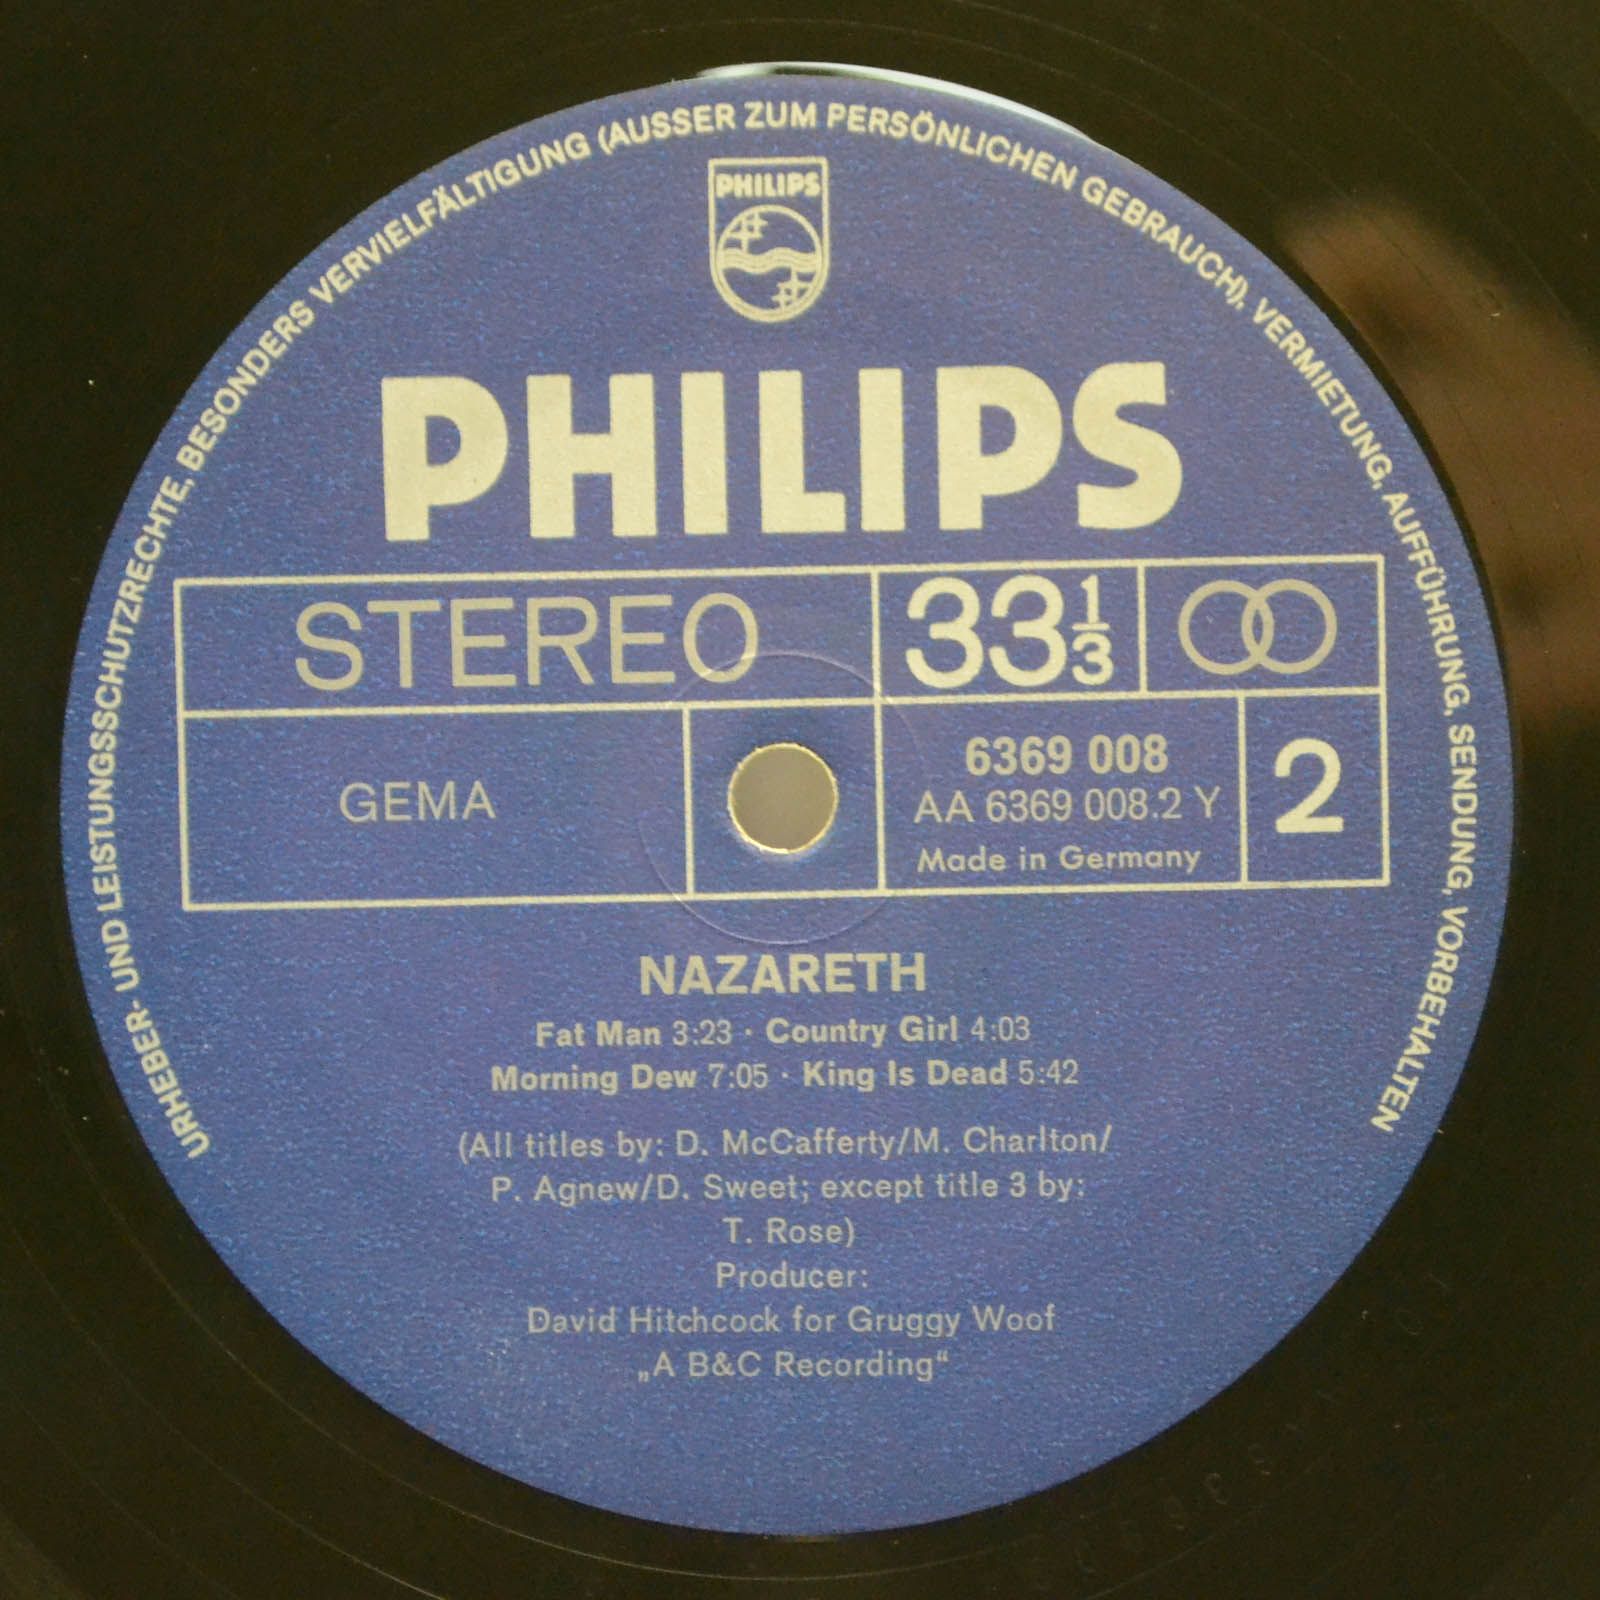 URHEBER- UND LEISTUNGSSCHUTZRECHTE, BESONDERS VERVIELFÄLTIGUNG (AUSSER ZUM PERSÖNLICHEN GEBRAUCH), VERMIETUNG, AUFFÜHRUNG, SENDUNG, VORBEHALTEN
PHILIPS
PHILIPS
STEREO 33 1/3
GEMA
6369 008
AA 6369 008.2 Y
Made in Germany
2
NAZARETH
Fat Man 3:23 · Country Girl 4:03
Morning Dew 7:05 · King Is Dead 5:42
(All titles by: D. McCafferty/M. Charlton/
P. Agnew/D. Sweet; except title 3 by:
T. Rose)
Producer:
David Hitchcock for Gruggy Woof
„A B&C Recording“